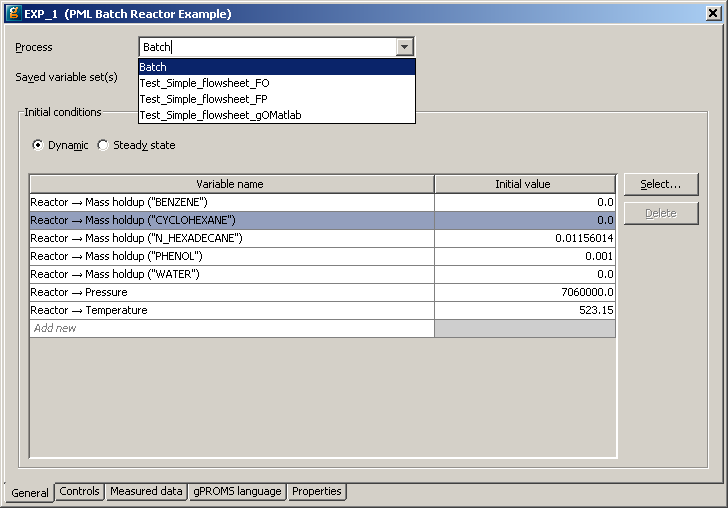 EXP_1 (PML Batch Reactor Example)
Process Batch
Batch
Saved variable set(s)
Test_Simple_flowsheet_FO
Test_Simple_flowsheet_FP
Test_Simple_flowsheet_gOMatlab
Initial conditions
Dynamic Steady state
Variable name Initial value Select...
Reactor → Mass holdup ("BENZENE") 0.0
Reactor → Mass holdup ("CYCLOHEXANE") 0.0 Delete
Reactor → Mass holdup ("N_HEXADECANE") 0.01156014
Reactor → Mass holdup ("PHENOL") 0.001
Reactor → Mass holdup ("WATER") 0.0
Reactor → Pressure 7060000.0
Reactor → Temperature 523.15
Add new
General Controls Measured data gPROMS language Properties